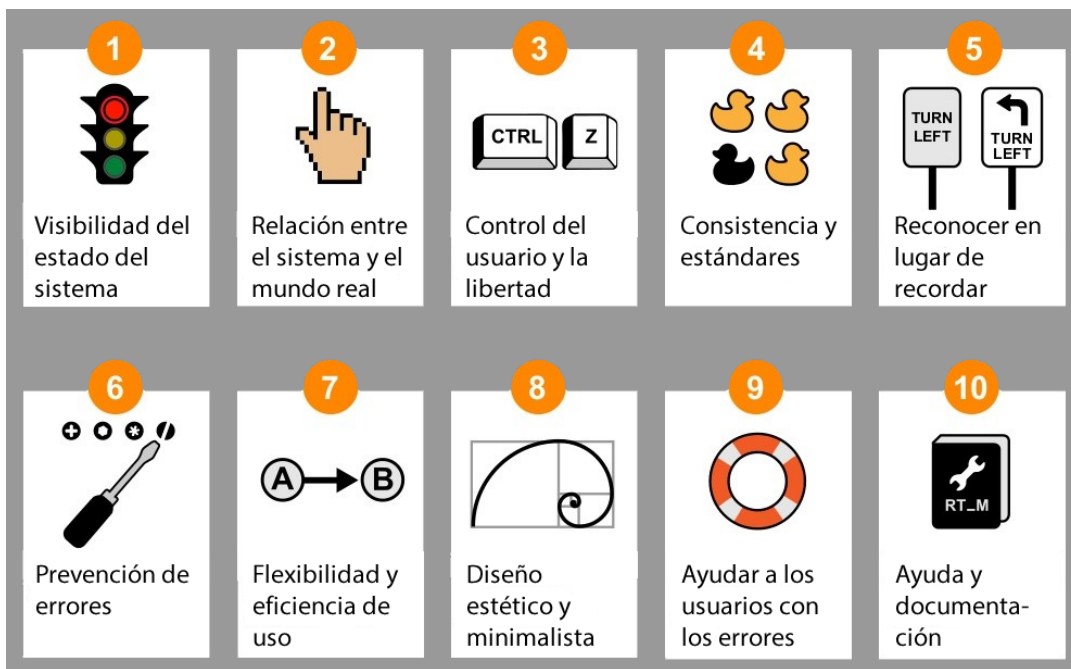 1
Visibilidad del
estado del
sistema
2
Relación entre
el sistema y el
mundo real
3
CTRL
Z
Control del
usuario y la
libertad
4
Consistencia y
estándares
5
TURN
LEFT
TURN
LEFT
Reconocer en
lugar de
recordar
6
Prevención de
errores
7
A
B
Flexibilidad y
eficiencia de
uso
8
Diseño
estético y
minimalista
9
Ayudar a los
usuarios con
los errores
10
RT_M
Ayuda y
documenta-
ción